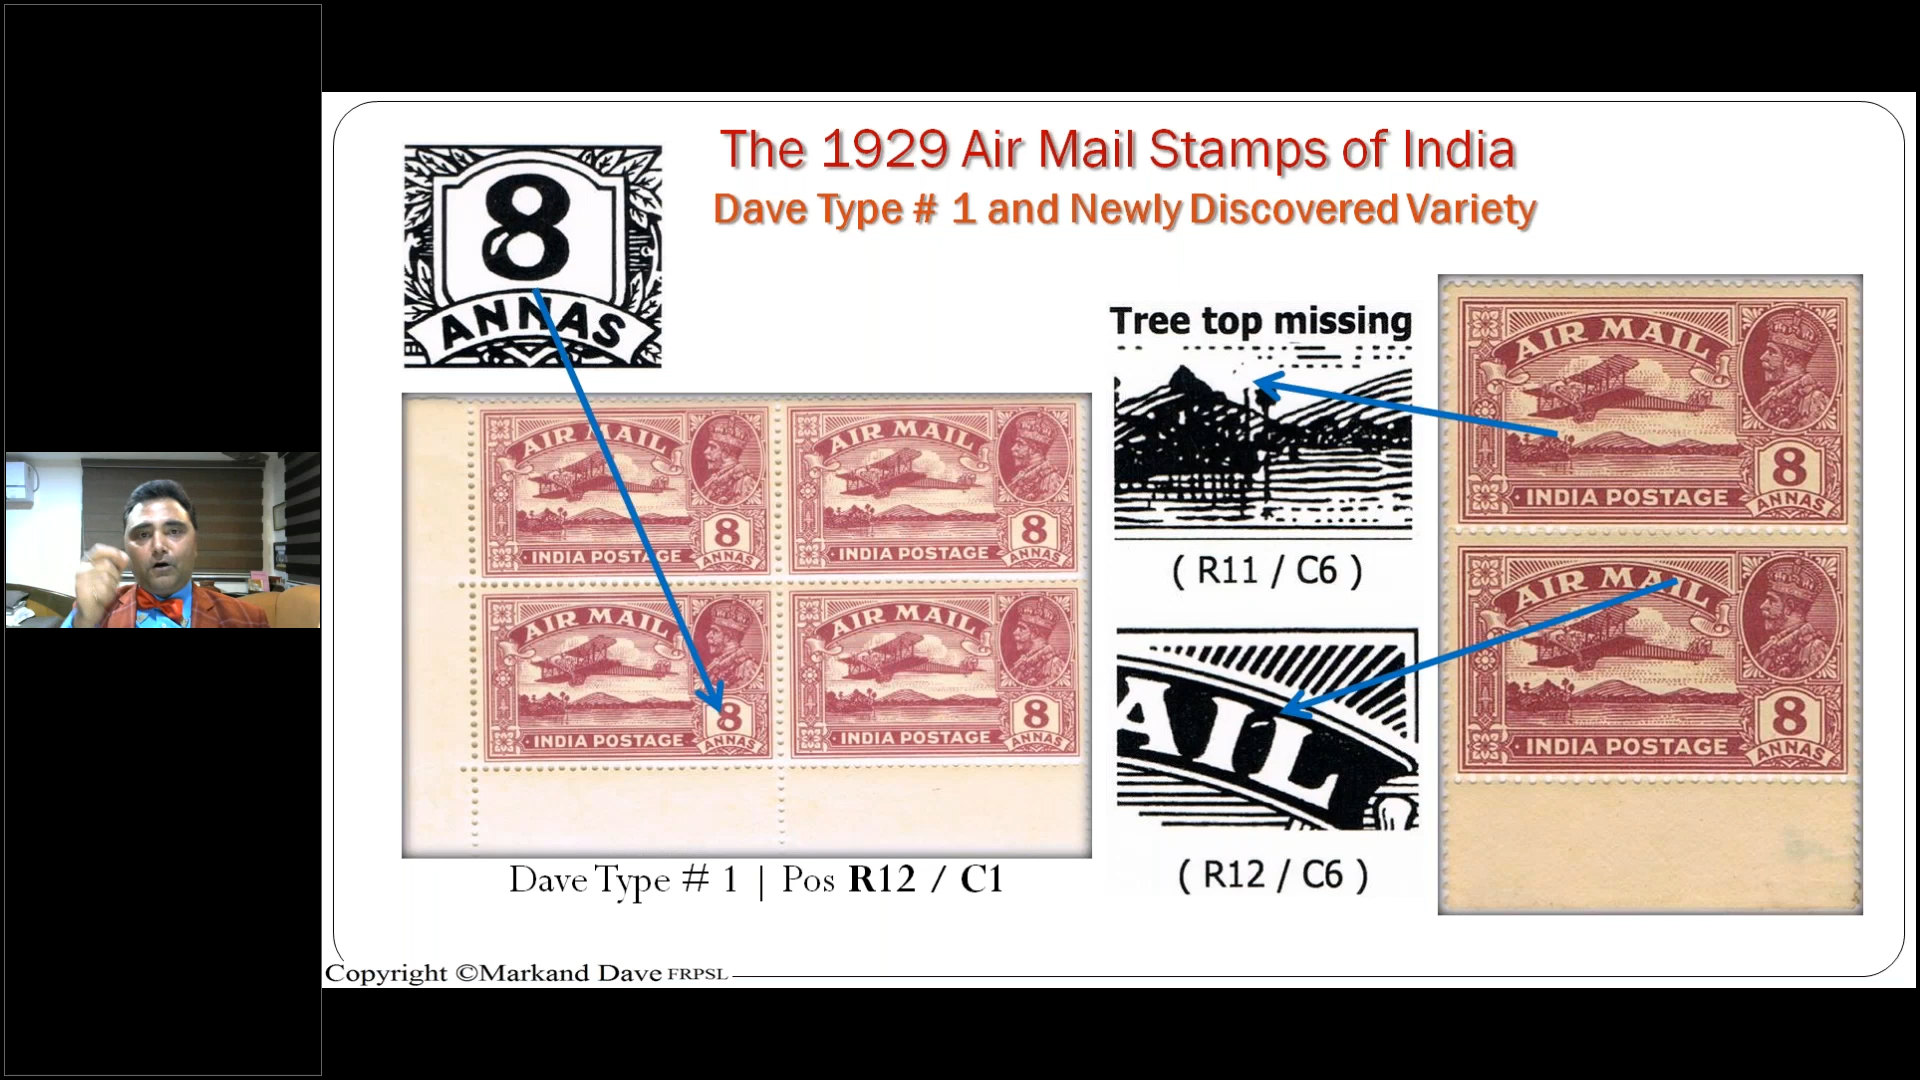 The 1929 Air Mail Stamps of India
Dave Type # 1 and Newly Discovered Variety
8
ANNAS
AIR MAIL
8
INDIA POSTAGE
ANNAS
AIR MAIL
8
INDIA POSTAGE
ANNAS
AIR MAIL
8
INDIA POSTAGE
ANNAS
AIR MAIL
8
INDIA POSTAGE
ANNAS
Dave Type # 1 | Pos R12 / C1
Tree top missing
( R11 / C6 )
AIL
( R12 / C6 )
AIR MAIL
8
INDIA POSTAGE
ANNAS
AIR MAIL
8
INDIA POSTAGE
ANNAS
Copyright ©Markand Dave FRPSL